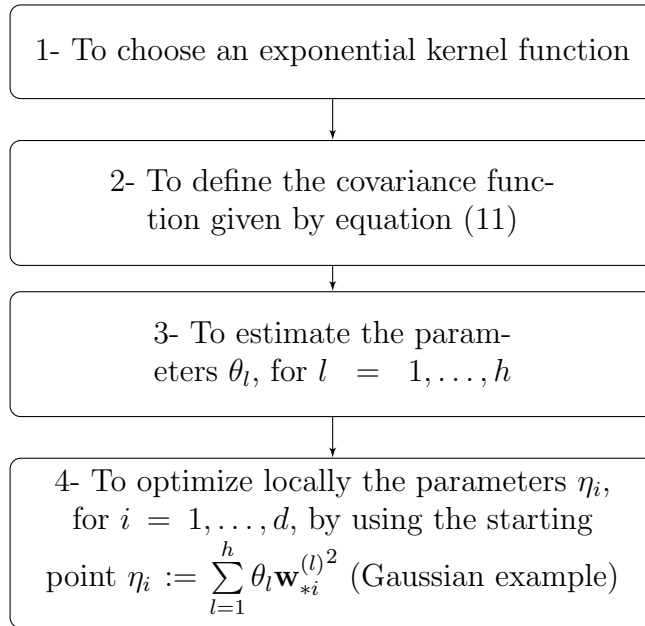 1- To choose an exponential kernel function
2- To define the covariance func-
tion given by equation (11)
3- To estimate the param-
eters θ_l, for l = 1, . . . , h
4- To optimize locally the parameters η_i,
for i = 1, . . . , d, by using the starting
point η_i := \sum_{l=1}^{h} θ_l \mathbf{w}_{*i}^{(l)^2} (Gaussian example)